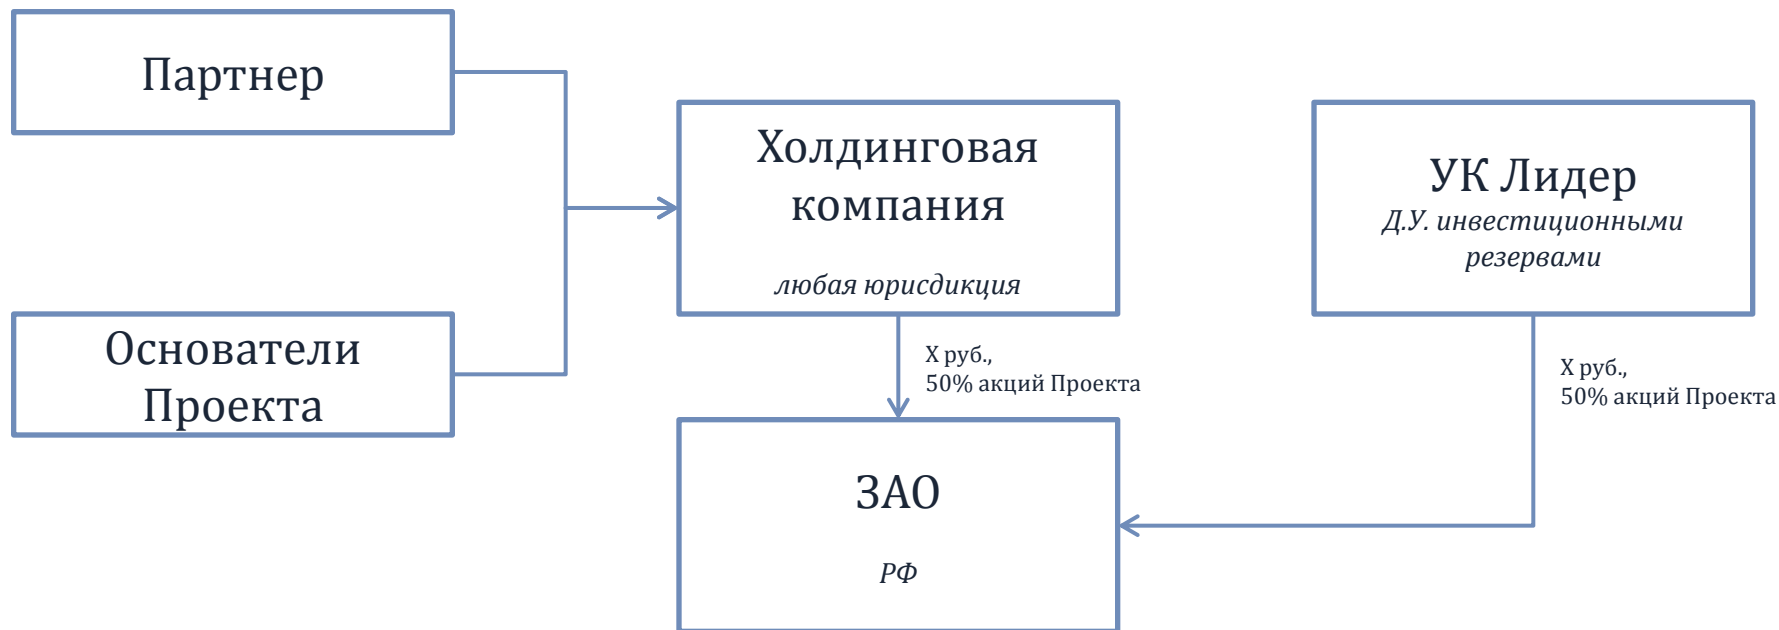 Партнер
Основатели
Проекта
Холдинговая
компания
любая юрисдикция
Х руб.,
50% акций Проекта
ЗАО
РФ
УК Лидер
Д.У. инвестиционными
резервами
Х руб.,
50% акций Проекта